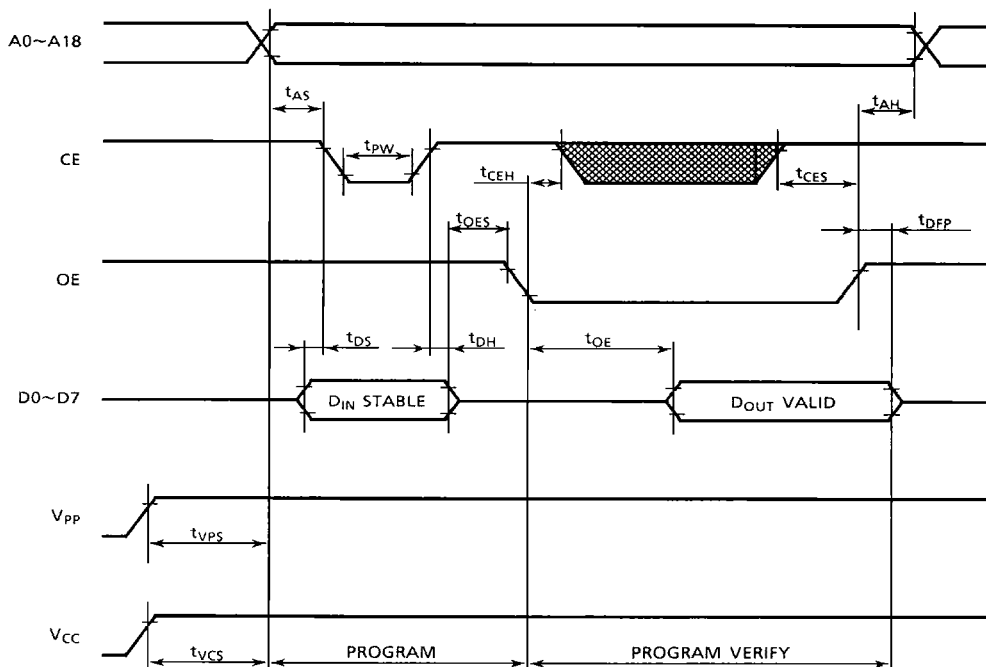 A0~A18
tAS
tAH
CE
tPW
tCEH
tCES
tOES
tDFP
OE
tDS
tDH
tOE
D0~D7
DIN STABLE
DOUT VALID
VPP
tVPS
VCC
tVCS
PROGRAM
PROGRAM VERIFY